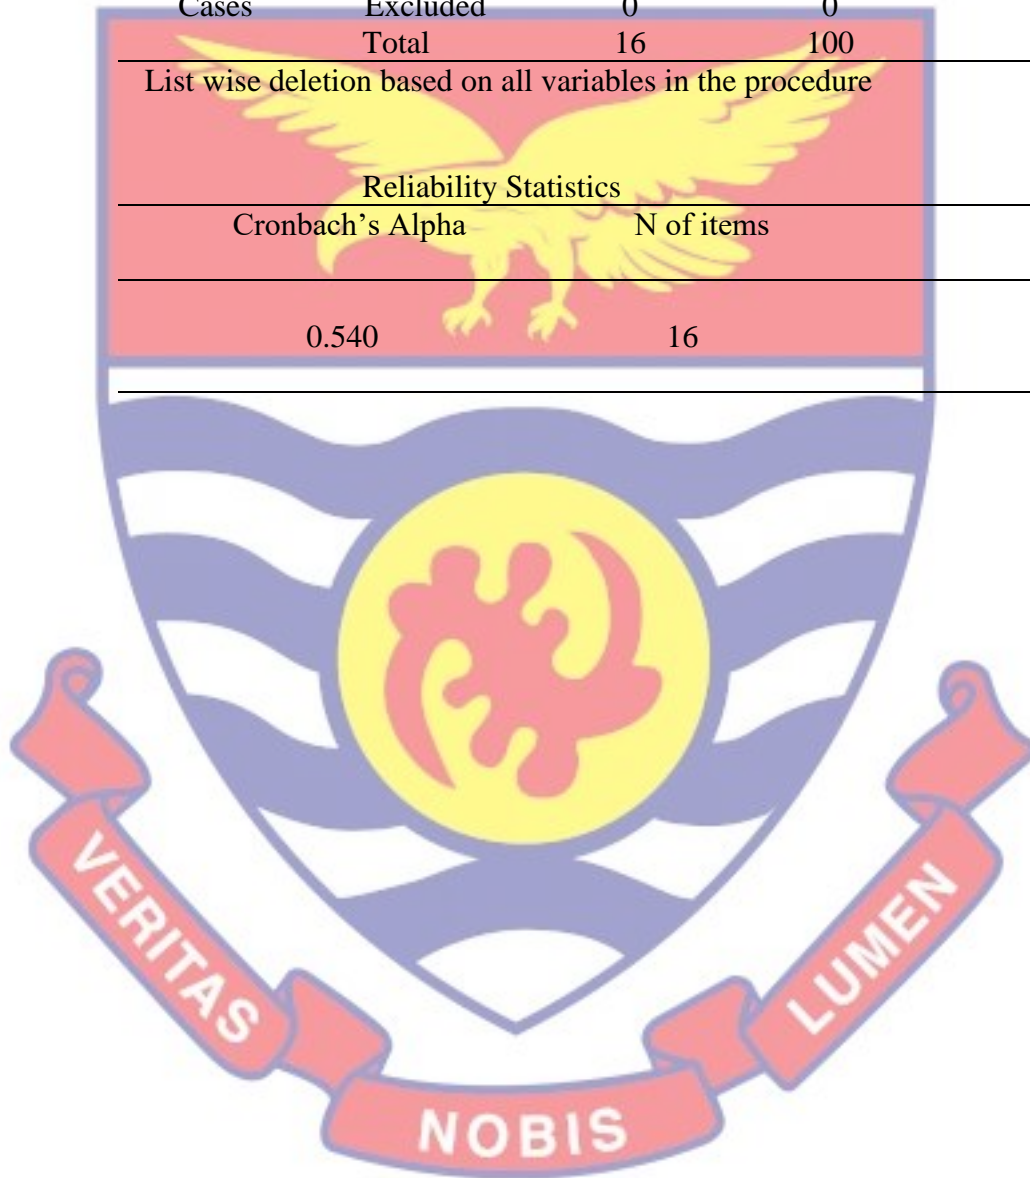 Cases Excluded 0 0
Total 16 100
List wise deletion based on all variables in the procedure
Reliability Statistics
Cronbach’s Alpha N of items
0.540 16
VERITAS
NOBIS
LUMEN